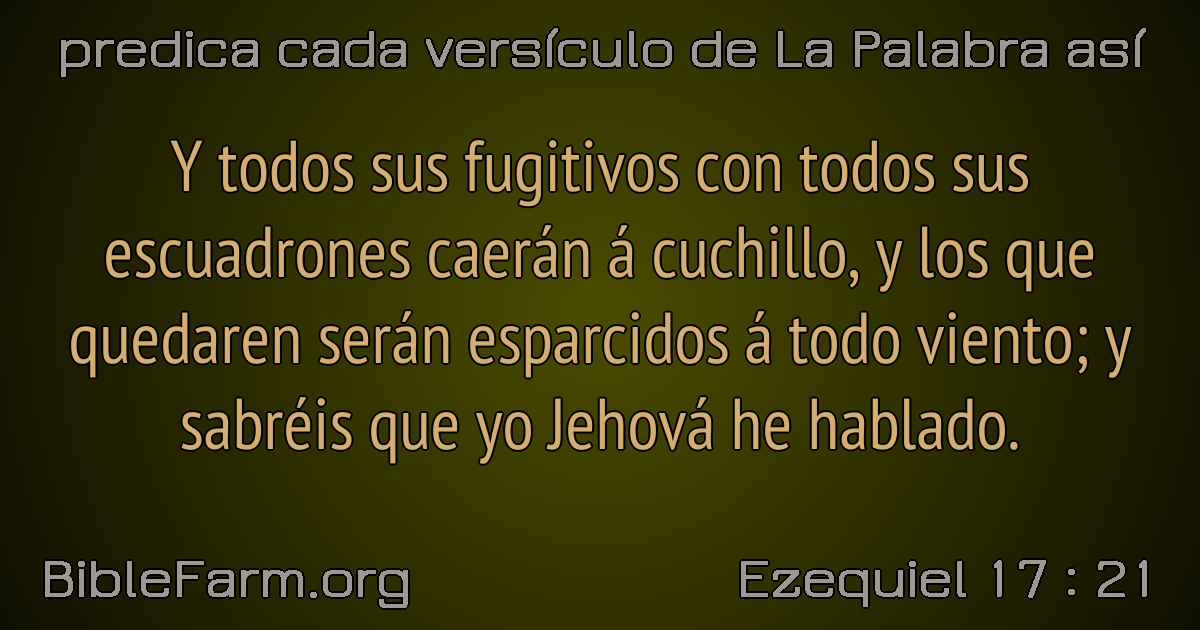 predica cada versículo de La Palabra así
Y todos sus fugitivos con todos sus
escuadrones caerán á cuchillo, y los que
quedaren serán esparcidos á todo viento; y
sabréis que yo Jehová he hablado.
BibleFarm.org
Ezequiel 17 : 21